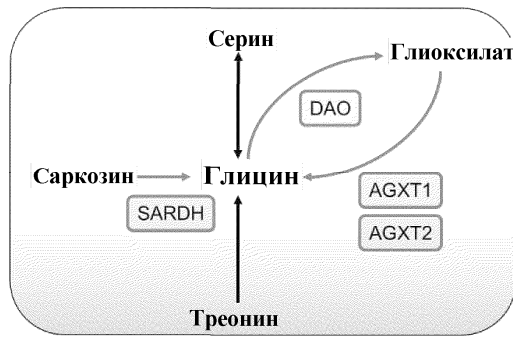 Серин
Глиоксилат
DAO
Саркозин
Глицин
SARDH
AGXT1
AGXT2
Треонин